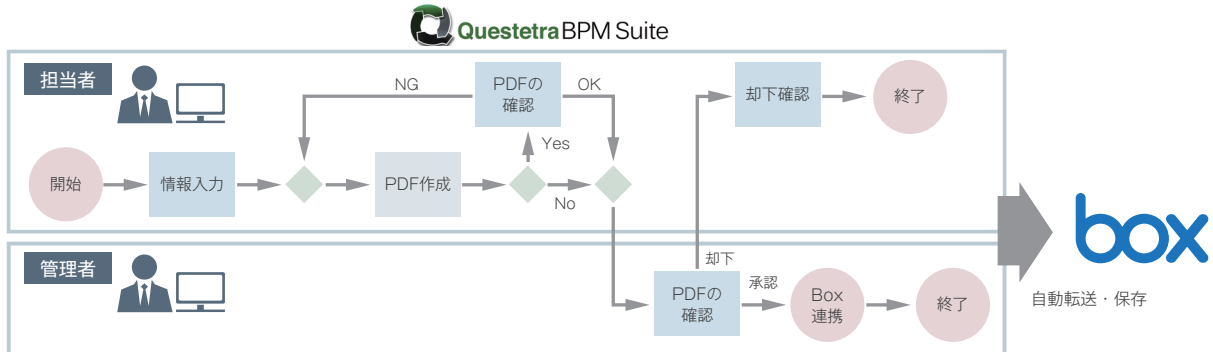 Questetra BPM Suite
担当者
NG
PDFの
確認
OK
却下確認
終了
Yes
開始
情報入力
PDF作成
No
管理者
却下
承認
PDFの
確認
Box
連携
終了
box
自動転送・保存